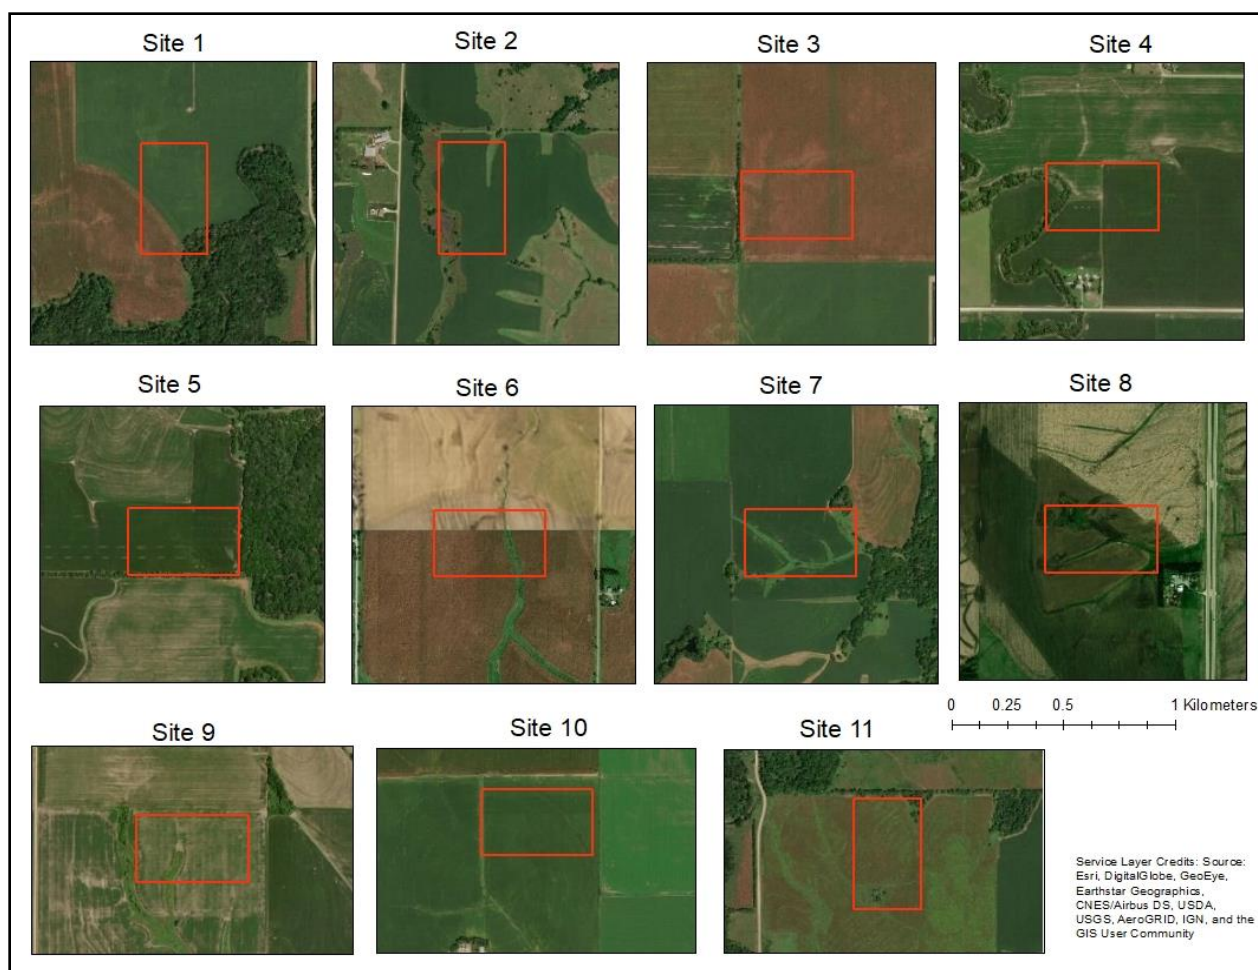 Site 1
Site 2
Site 3
Site 4
Site 5
Site 6
Site 7
Site 8
0 0.25 0.5 1 Kilometers
Site 9
Site 10
Site 11
Service Layer Credits: Source:
Esri, DigitalGlobe, GeoEye,
Earthstar Geographics,
CNES/Airbus DS, USDA,
USGS, AeroGRID, IGN, and the
GIS User Community